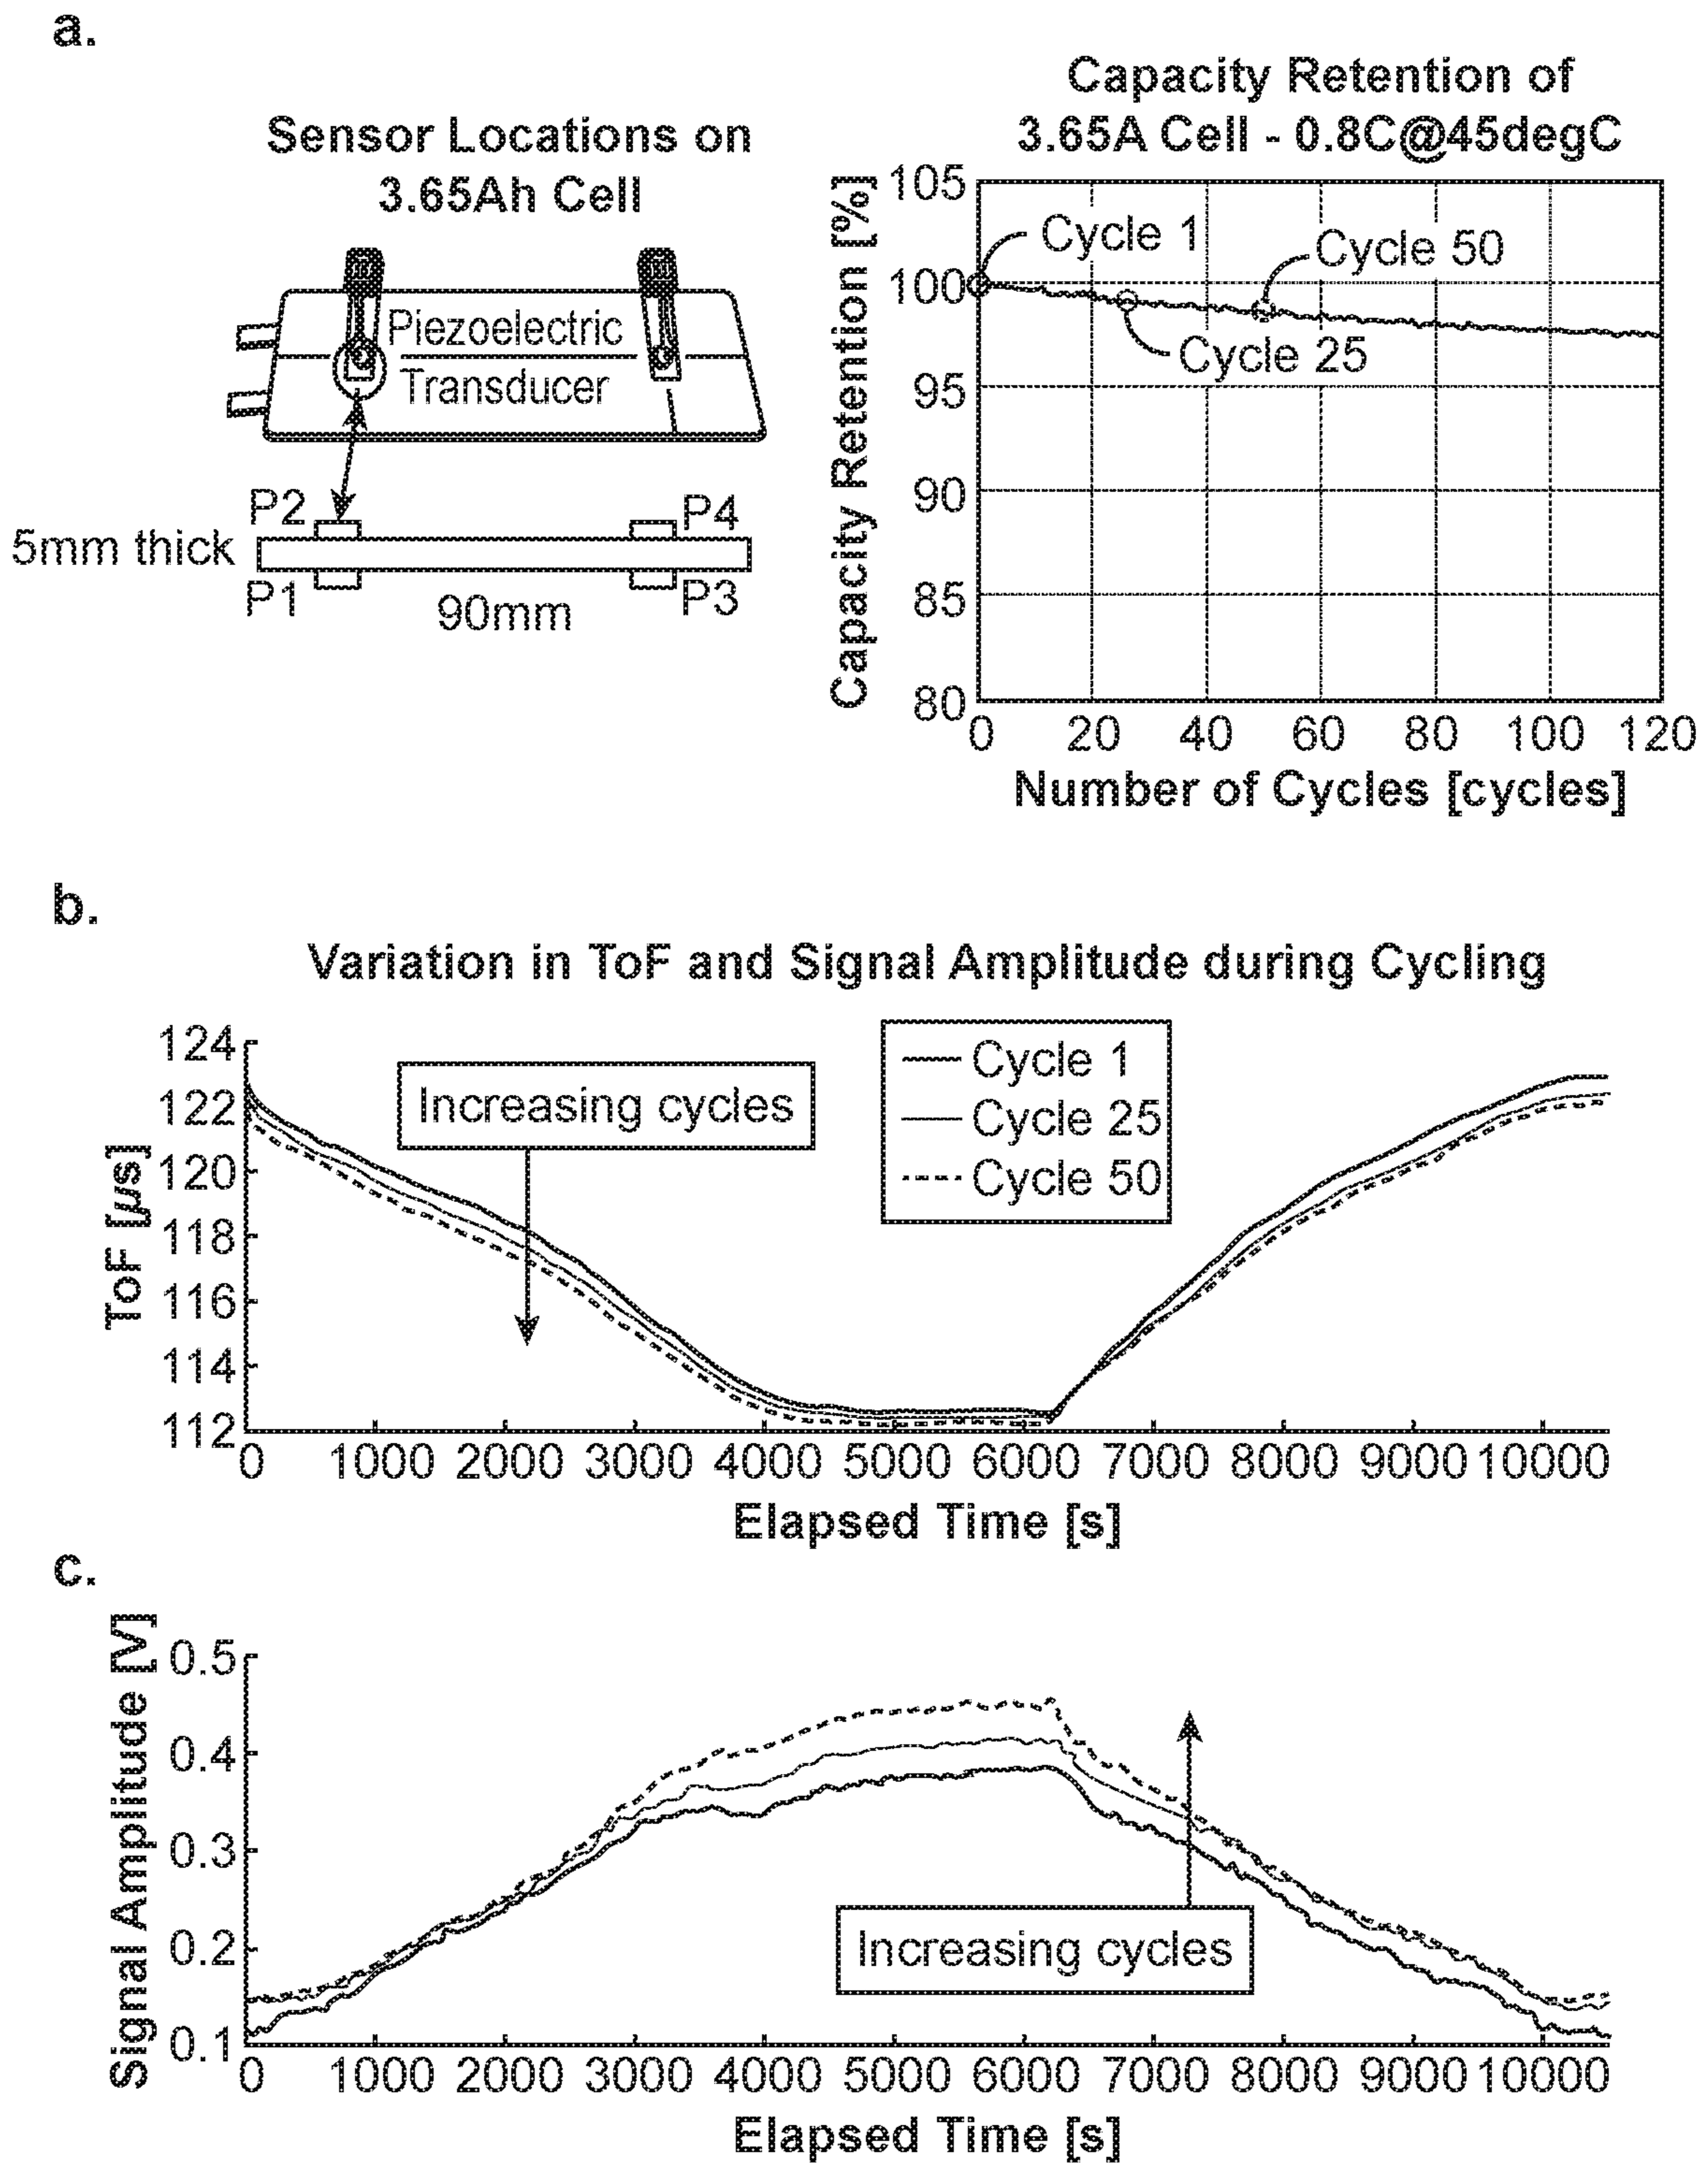 a.
Sensor Locations on
3.65Ah Cell
Piezoelectric
Transducer
P2
P4
5mm thick
P1
P3
90mm
Capacity Retention of
3.65A Cell - 0.8C@45degC
Capacity Retention [%]
105
100
95
90
85
80
Cycle 1
Cycle 50
Cycle 25
0 20 40 60 80 100 120
Number of Cycles [cycles]
b.
Variation in ToF and Signal Amplitude during Cycling
ToF [µs]
124
122
120
118
116
114
112
Increasing cycles
Cycle 1
Cycle 25
Cycle 50
0 1000 2000 3000 4000 5000 6000 7000 8000 9000 10000
Elapsed Time [s]
c.
Signal Amplitude [V]
0.5
0.4
0.3
0.2
0.1
Increasing cycles
0 1000 2000 3000 4000 5000 6000 7000 8000 9000 10000
Elapsed Time [s]